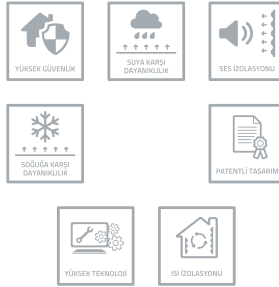 YÜKSEK GÜVENLİK
SUYA KARŞI
DAYANIKLILIK
SES İZOLASYONU
SOĞUĞA KARŞI
DAYANIKLILIK
PATENTLİ TASARIM
YÜKSEK TEKNOLOJİ
ISI İZOLASYONU